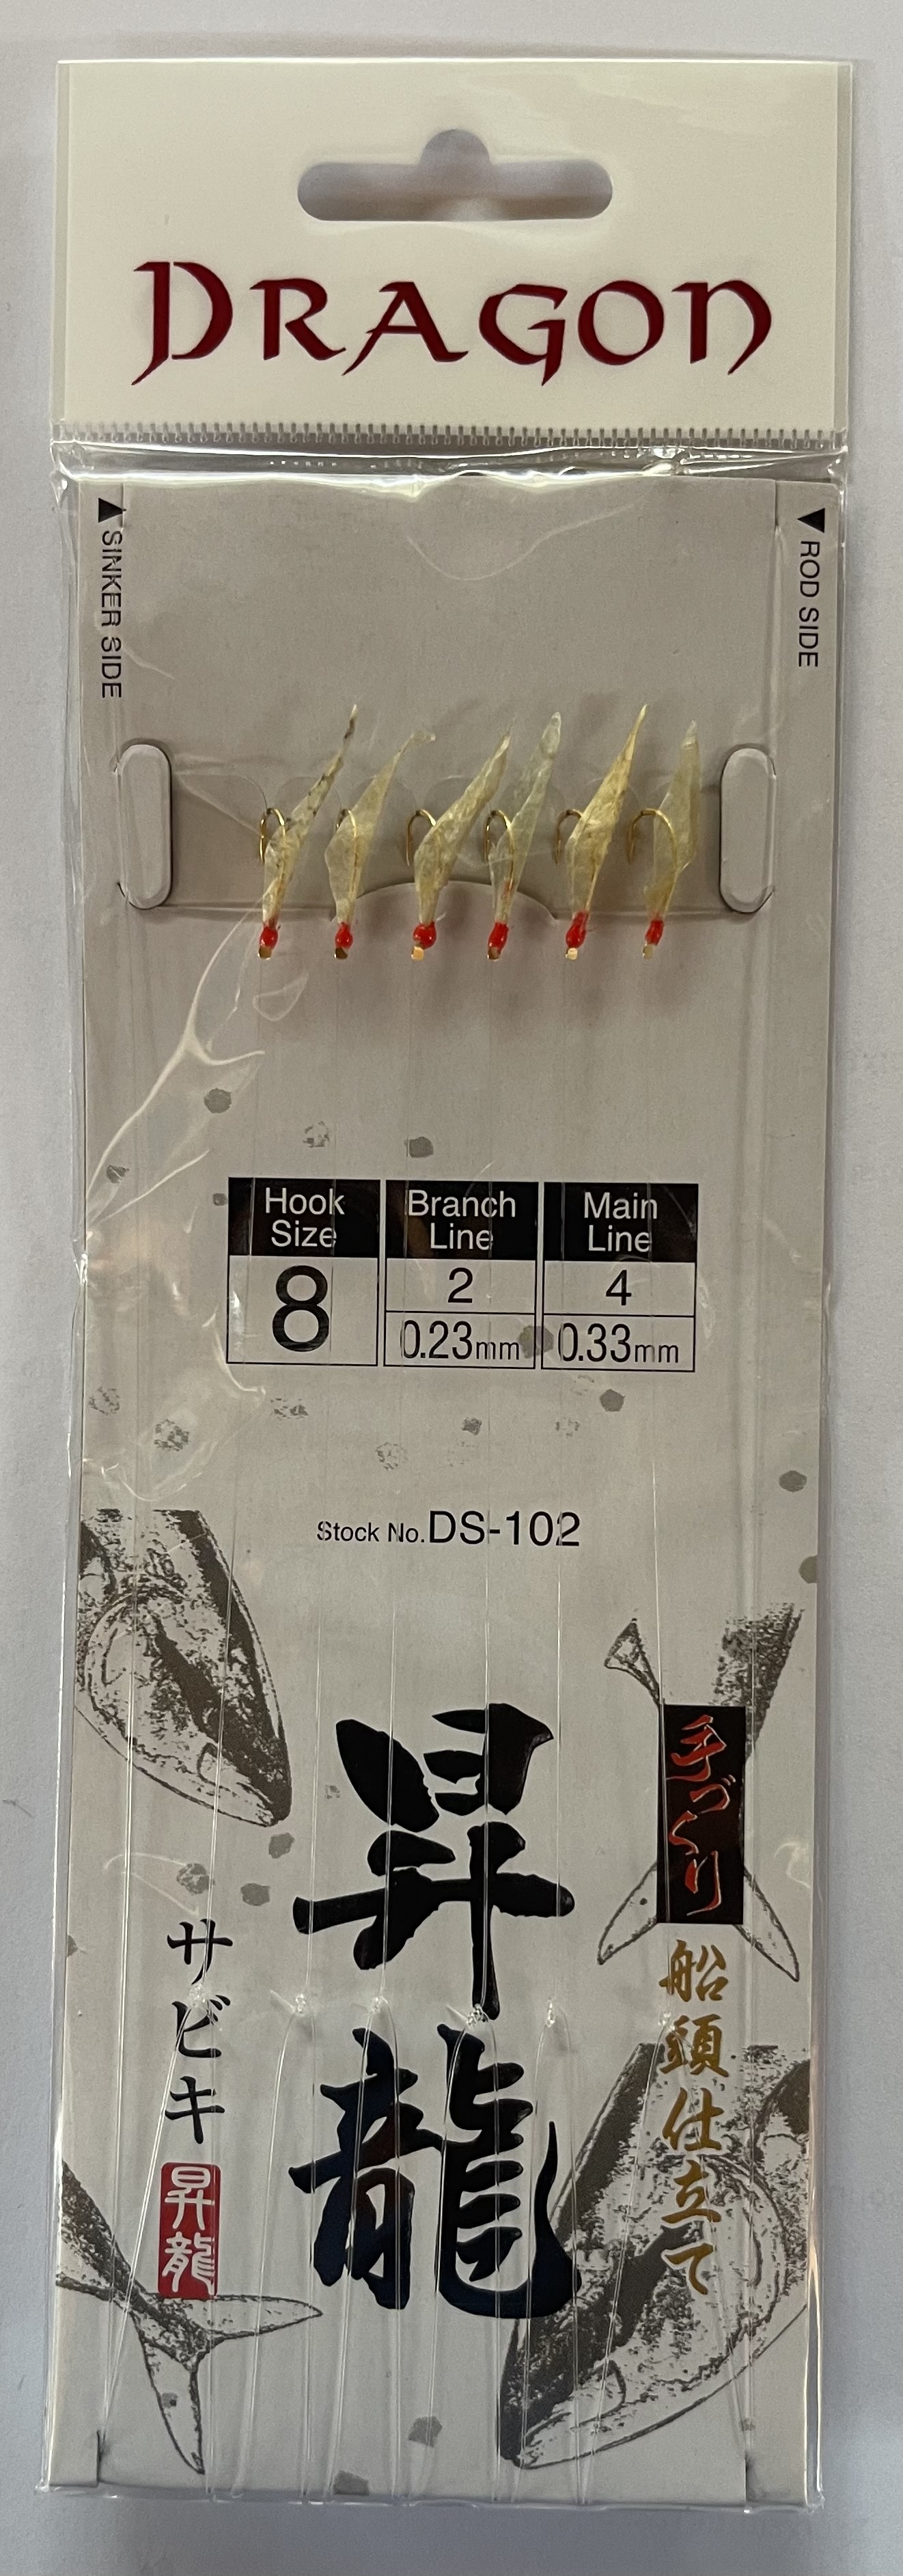 DRAGON
SINKER SIDE
ROD SIDE
Hook Size
8
Branch Line
2
0.23mm
Main Line
4
0.33mm
Stock No.DS-102
手づくり
船頭仕立て
昇龍
サビキ
昇龍